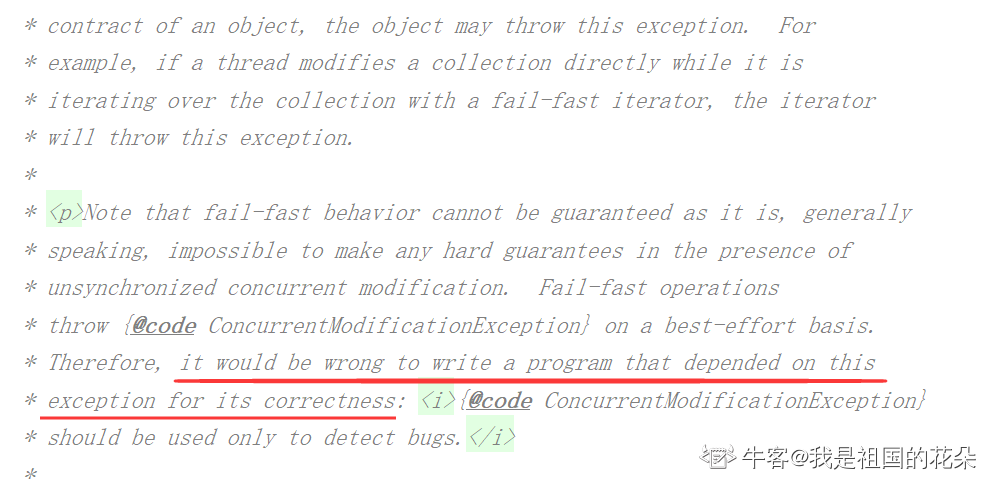 * contract of an object, the object may throw this exception.  For
* example, if a thread modifies a collection directly while it is
* iterating over the collection with a fail-fast iterator, the iterator
* will throw this exception.
*
* <p>Note that fail-fast behavior cannot be guaranteed as it is, generally
* speaking, impossible to make any hard guarantees in the presence of
* unsynchronized concurrent modification.  Fail-fast operations
* throw {@code ConcurrentModificationException} on a best-effort basis.
* Therefore, it would be wrong to write a program that depended on this
* exception for its correctness: <i>{@code ConcurrentModificationException}
* should be used only to detect bugs.</i>
*
牛客@我是祖国的花朵